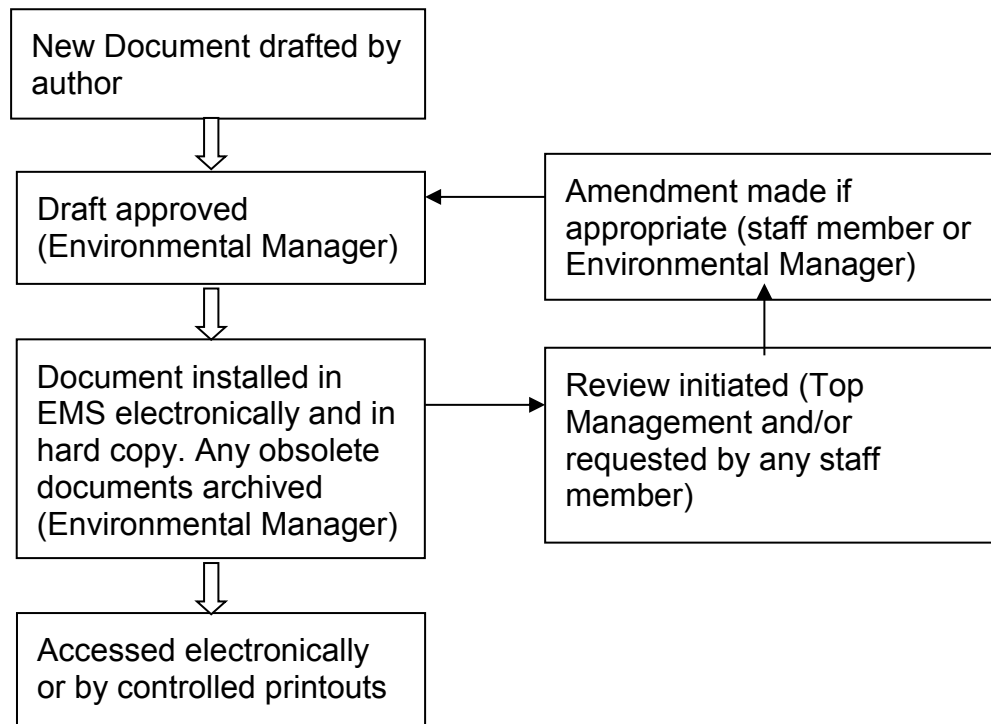 New Document drafted by
author
Draft approved
(Environmental Manager)
Document installed in
EMS electronically and in
hard copy. Any obsolete
documents archived
(Environmental Manager)
Accessed electronically
or by controlled printouts
Review initiated (Top
Management and/or
requested by any staff
member)
Amendment made if
appropriate (staff member or
Environmental Manager)